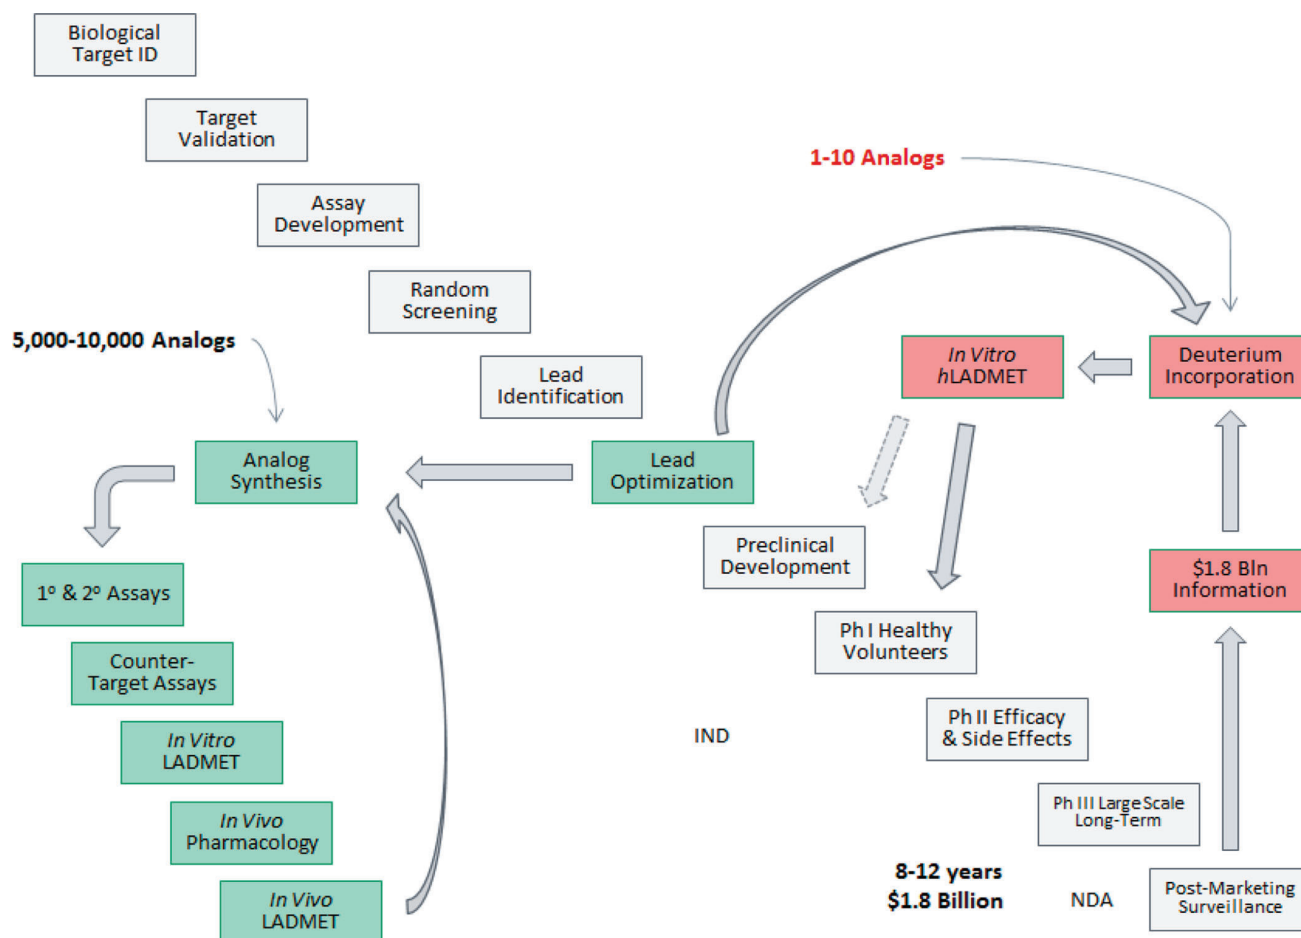 Biological
Target ID
Target
Validation
Assay
Development
Random
Screening
Lead
Identification
Lead
Optimization
5,000-10,000 Analogs
Analog
Synthesis
1º & 2º Assays
Counter-
Target Assays
In Vitro
LADMET
In Vivo
Pharmacology
In Vivo
LADMET
1-10 Analogs
Deuterium
Incorporation
In Vitro
hLADMET
$1.8 Bln
Information
Preclinical
Development
Ph I Healthy
Volunteers
IND
Ph II Efficacy
& Side Effects
Ph III Large Scale
Long-Term
8-12 years
$1.8 Billion
NDA
Post-Marketing
Surveillance